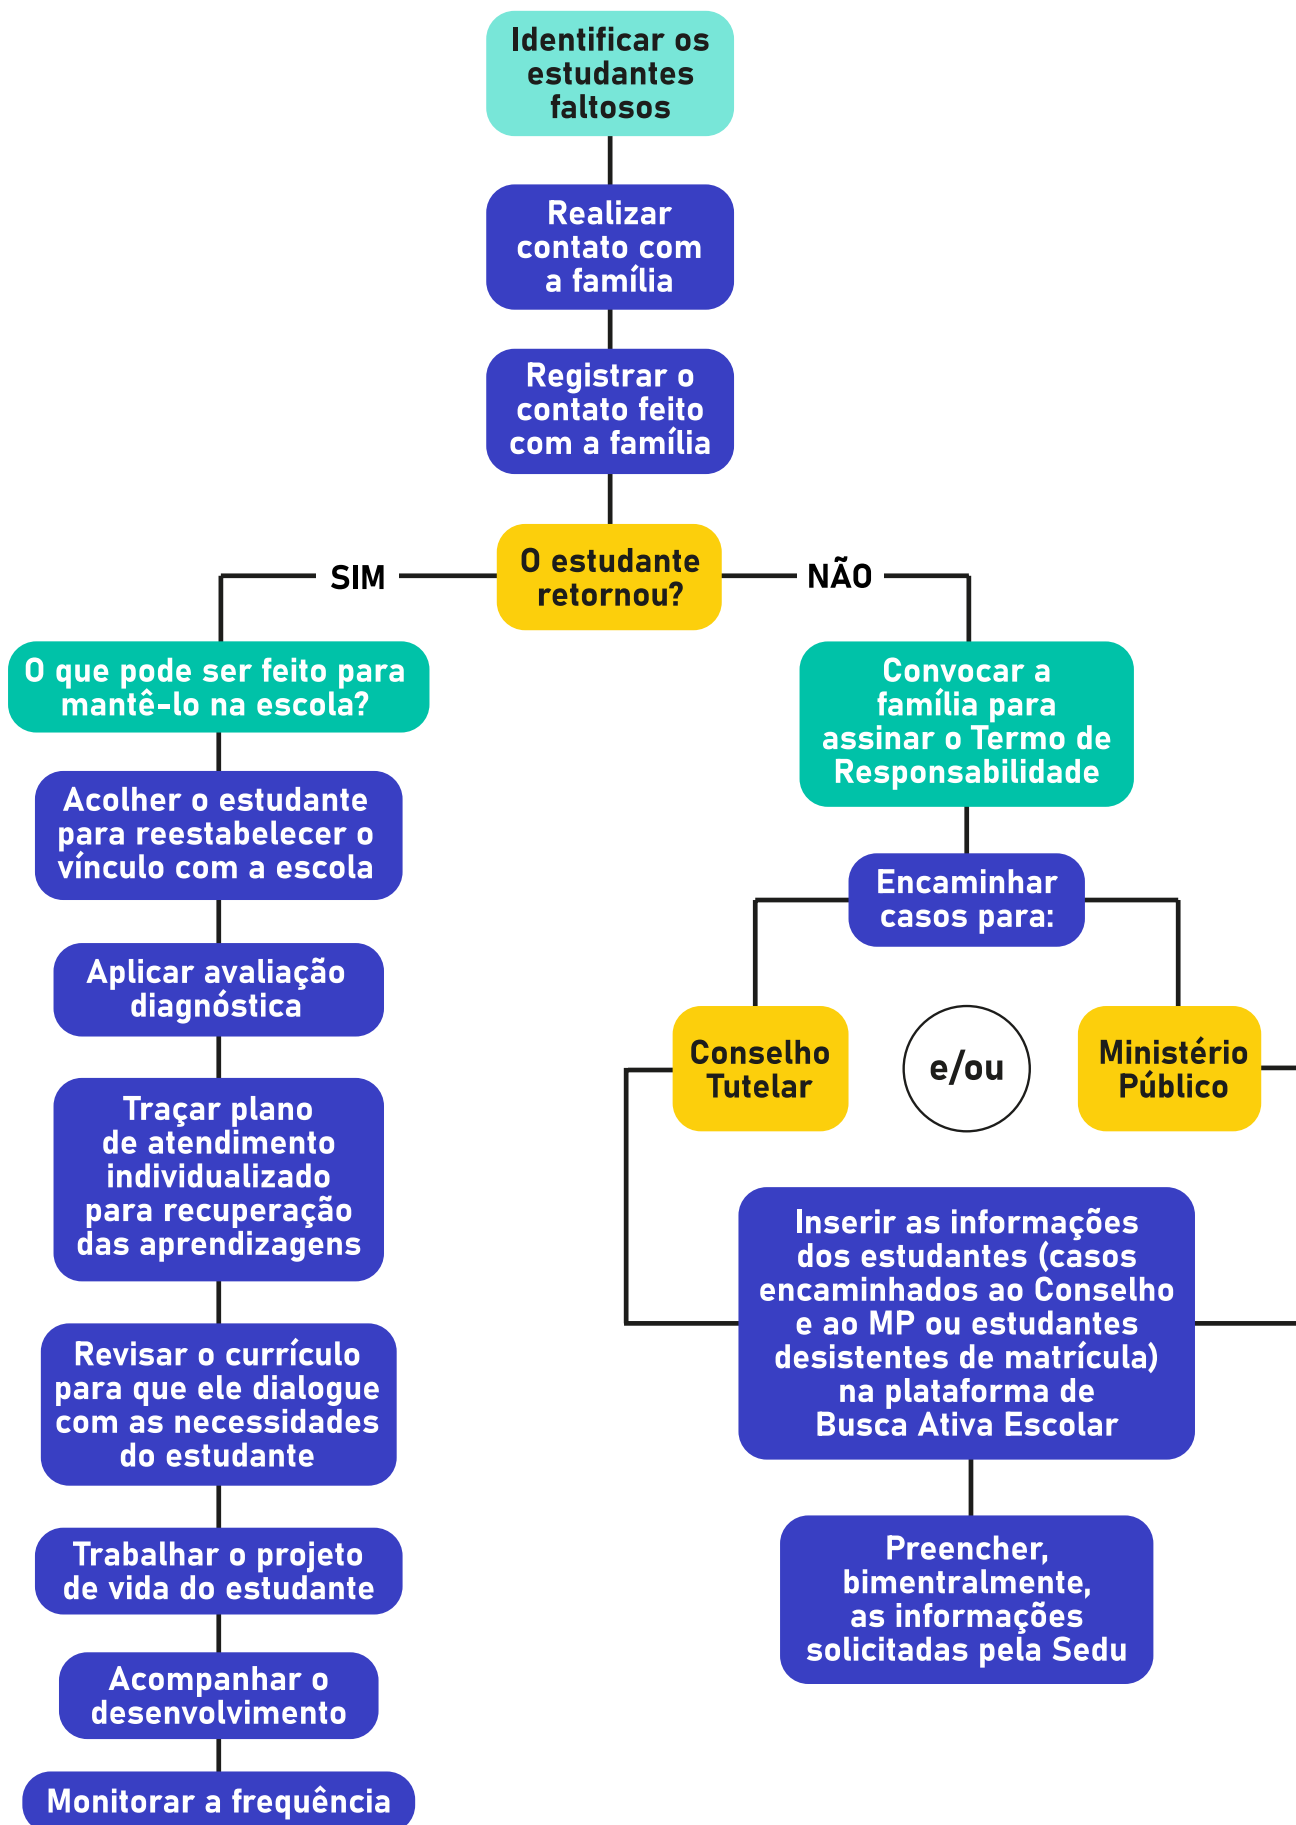 Identificar os
estudantes
faltosos
Realizar
contato com
a família
Registrar o
contato feito
com a família
O estudante
retornou?
SIM
NÃO
O que pode ser feito para
mantê-lo na escola?
Acolher o estudante
para reestabelecer o
vínculo com a escola
Aplicar avaliação
diagnóstica
Traçar plano
de atendimento
individualizado
para recuperação
das aprendizagens
Revisar o currículo
para que ele dialogue
com as necessidades
do estudante
Trabalhar o projeto
de vida do estudante
Acompanhar o
desenvolvimento
Monitorar a frequência
Convocar a
família para
assinar o Termo de
Responsabilidade
Encaminhar
casos para:
Conselho
Tutelar
e/ou
Ministério
Público
Inserir as informações
dos estudantes (casos
encaminhados ao Conselho
e ao MP ou estudantes
desistentes de matrícula)
na plataforma de
Busca Ativa Escolar
Preencher,
bimentralmente,
as informações
solicitadas pela Sedu